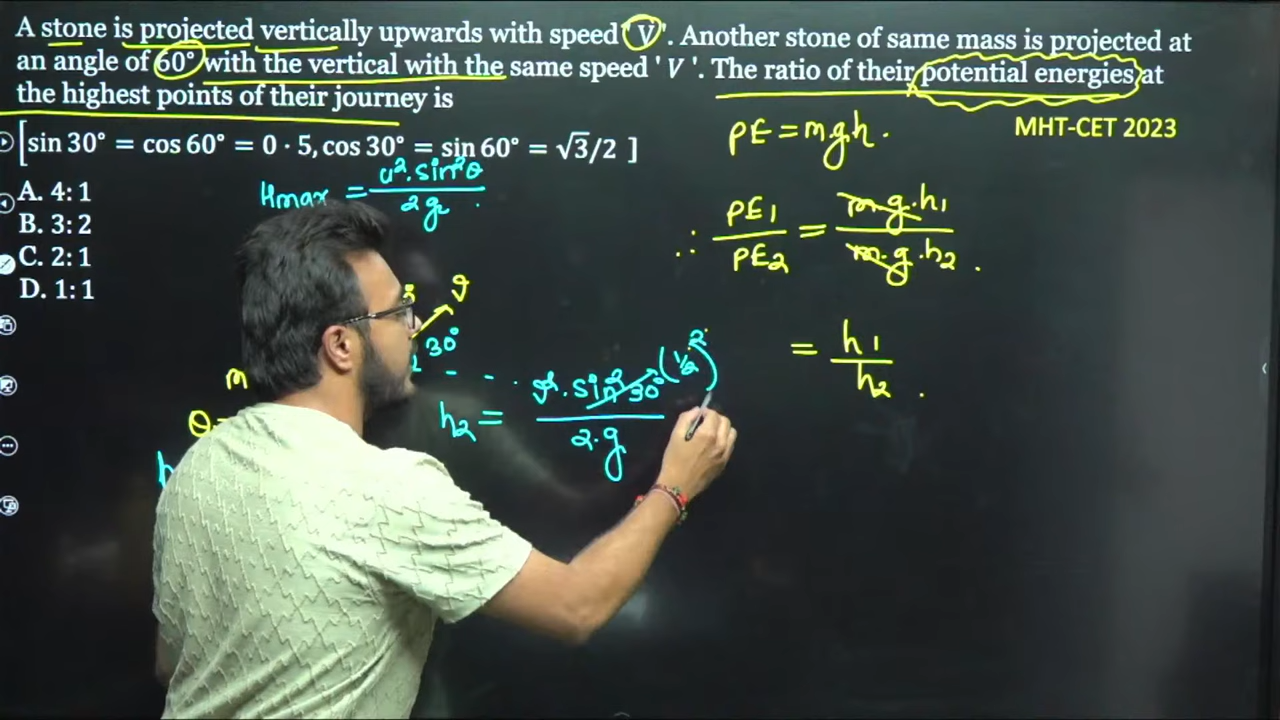 A stone is projected vertically upwards with speed ' V '. Another stone of same mass is projected at
an angle of 60° with the vertical with the same speed ' V '. The ratio of their potential energies at
the highest points of their journey is
MHT-CET 2023
[sin 30° = cos 60° = 0 · 5, cos 30° = sin 60° = √3/2 ]
A. 4: 1
B. 3: 2
C. 2: 1
D. 1: 1
Hmax = u².sin²θ / 2g.
v
30°
m
θ=
h
h2 = v².sin²30° (1/2)² / 2.g
PE = m.g.h.
∴ PE1 / PE2 = m.g.h1 / m.g.h2.
= h1 / h2.